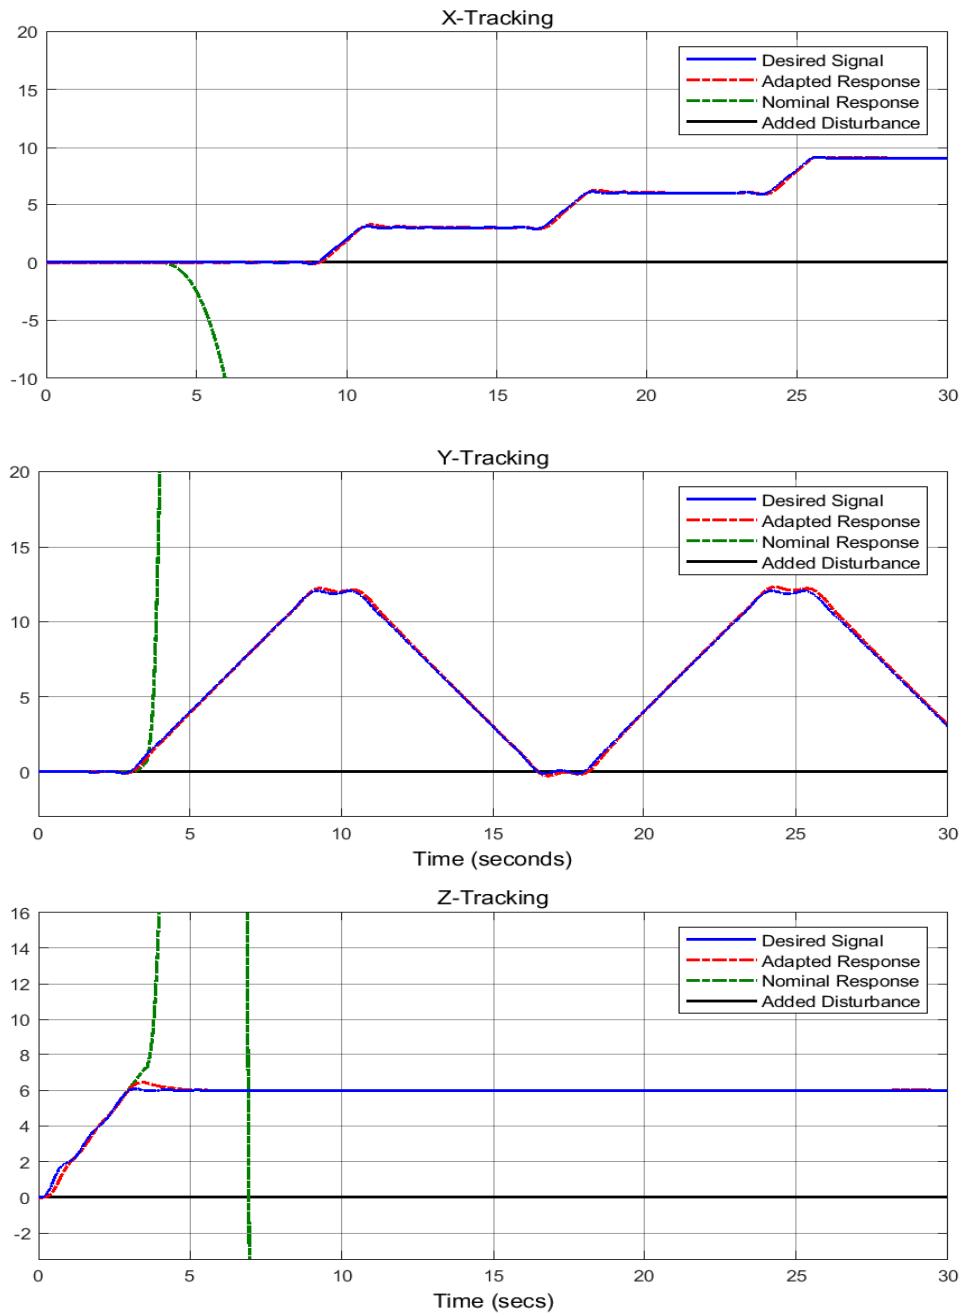 X-Tracking
20
15
10
5
0
-5
-10
Desired Signal
Adapted Response
Nominal Response
Added Disturbance
0 5 10 15 20 25 30
Y-Tracking
20
15
10
5
0
Desired Signal
Adapted Response
Nominal Response
Added Disturbance
0 5 10 15 20 25 30
Time (seconds)
Z-Tracking
16
14
12
10
8
6
4
2
0
-2
Desired Signal
Adapted Response
Nominal Response
Added Disturbance
0 5 10 15 20 25 30
Time (secs)